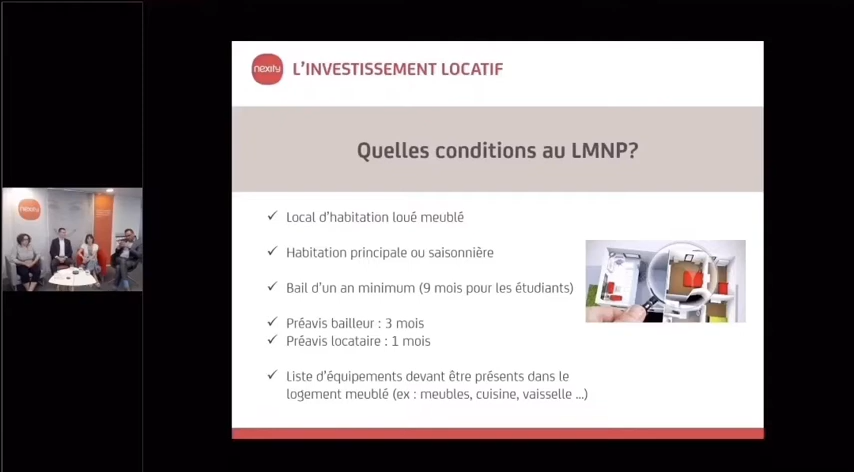 nexity L'INVESTISSEMENT LOCATIF
Quelles conditions au LMNP?
✓ Local d'habitation loué meublé
✓ Habitation principale ou saisonnière
✓ Bail d'un an minimum (9 mois pour les étudiants)
✓ Préavis bailleur : 3 mois
✓ Préavis locataire : 1 mois
✓ Liste d'équipements devant être présents dans le
logement meublé (ex : meubles, cuisine, vaisselle ...)
nexity